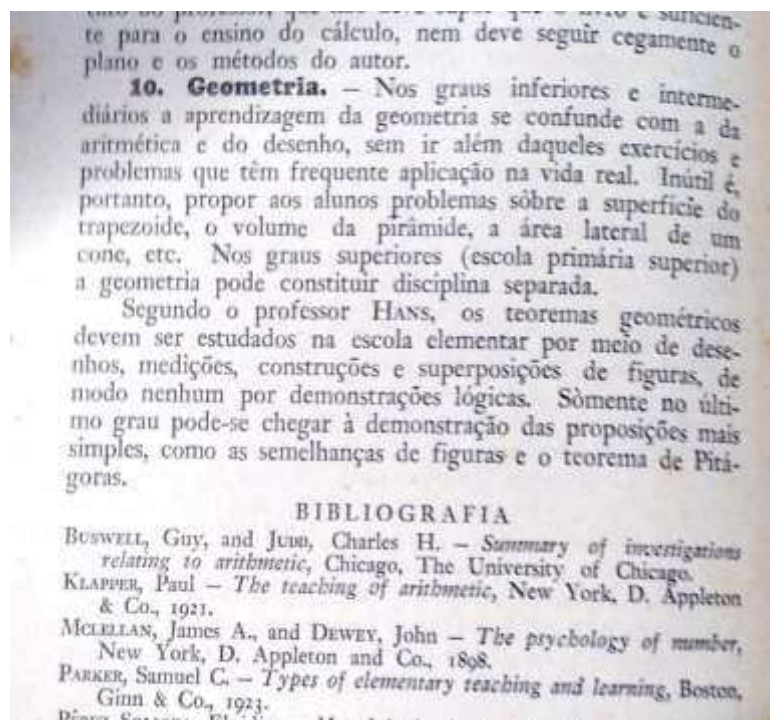 que o livro é suficien-
te para o ensino do cálculo, nem deve seguir cegamente o
plano e os métodos do autor.
10. Geometria. — Nos graus inferiores e interme-
diários a aprendizagem da geometria se confunde com a da
aritmética e do desenho, sem ir além daqueles exercícios e
problemas que têm frequente aplicação na vida real. Inútil é,
portanto, propor aos alunos problemas sôbre a superfície do
trapezoide, o volume da pirâmide, a área lateral de um
cone, etc. Nos graus superiores (escola primária superior)
a geometria pode constituir disciplina separada.
Segundo o professor HANS, os teoremas geométricos
devem ser estudados na escola elementar por meio de dese-
nhos, medições, construções e superposições de figuras, de
modo nenhum por demonstrações lógicas. Sòmente no últi-
mo grau pode-se chegar à demonstração das proposições mais
simples, como as semelhanças de figuras e o teorema de Pitá-
goras.
BIBLIOGRAFIA
BUSWELL, Guy, and JUDD, Charles H. — Summary of investigations
relating to arithmetic, Chicago, The University of Chicago.
KLAPPER, Paul — The teaching of arithmetic, New York, D. Appleton
& Co., 1921.
MCLELLAN, James A., and DEWEY, John — The psychology of number,
New York, D. Appleton and Co., 1898.
PARKER, Samuel C. — Types of elementary teaching and learning, Boston,
Ginn & Co., 1923.